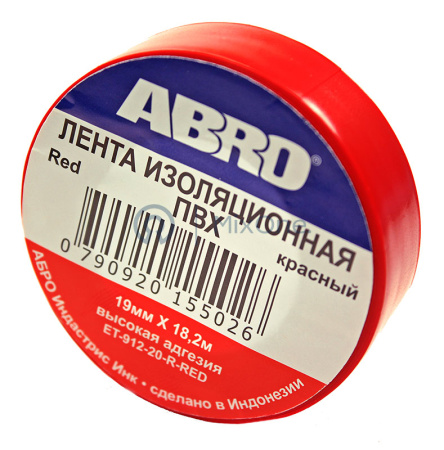 ABRO®
ЛЕНТА ИЗОЛЯЦИОННАЯ
Red
ПВХ
красный
MixOne
0 790920 155026
19мм X 18,2м
высокая адгезия
ET-912-20-R-RED
АБРО Индастрис Инк • сделано в Индонезии